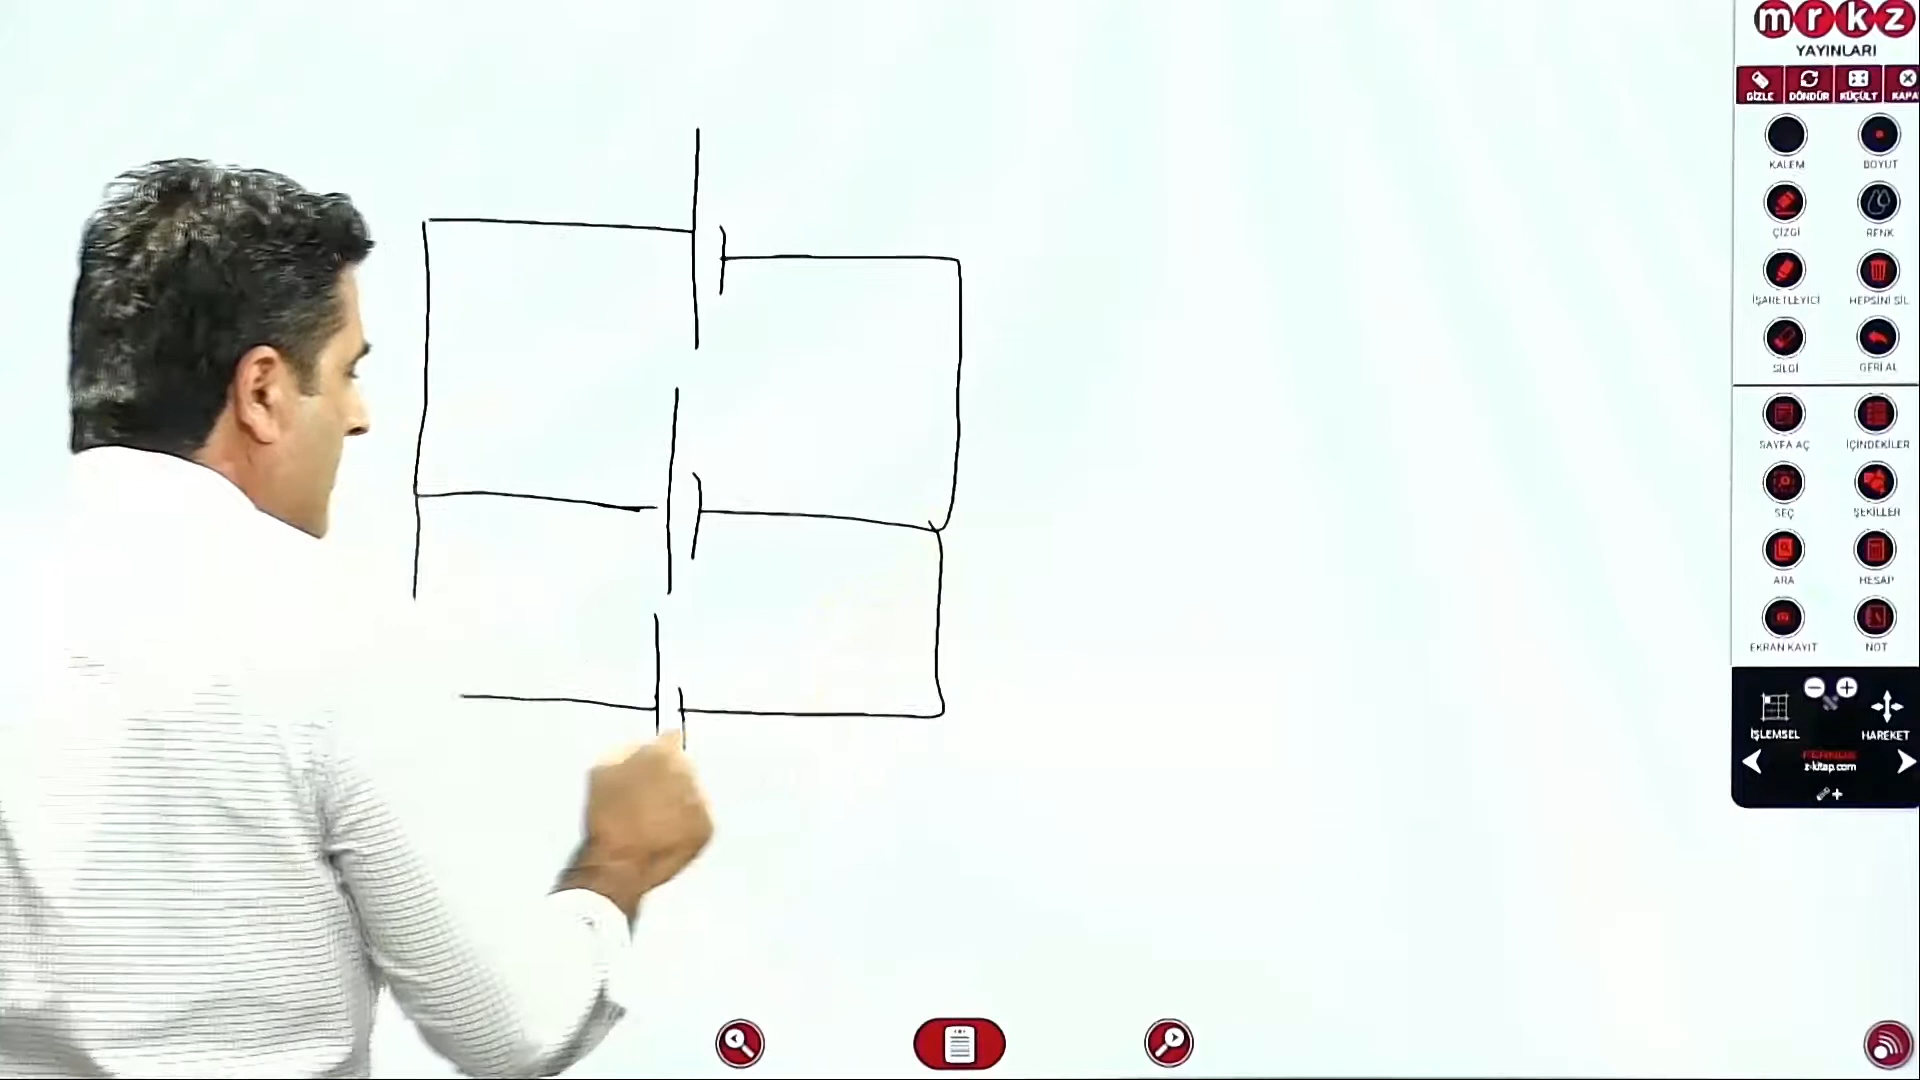 mrkz
YAYINLARI
GİZLE DÖNDÜR KÜÇÜLT KAPA
KALEM BOYUT
ÇİZGİ RENK
İŞARETLEYİCİ HEPSİNİ SİL
SİLGİ GERİ AL
SAYFA AÇ İÇİNDEKİLER
SEÇ ŞEKİLLER
ARA HESAP
EKRAN KAYIT NOT
İŞLEMSEL HAREKET
FERNUS
z-kitap.com